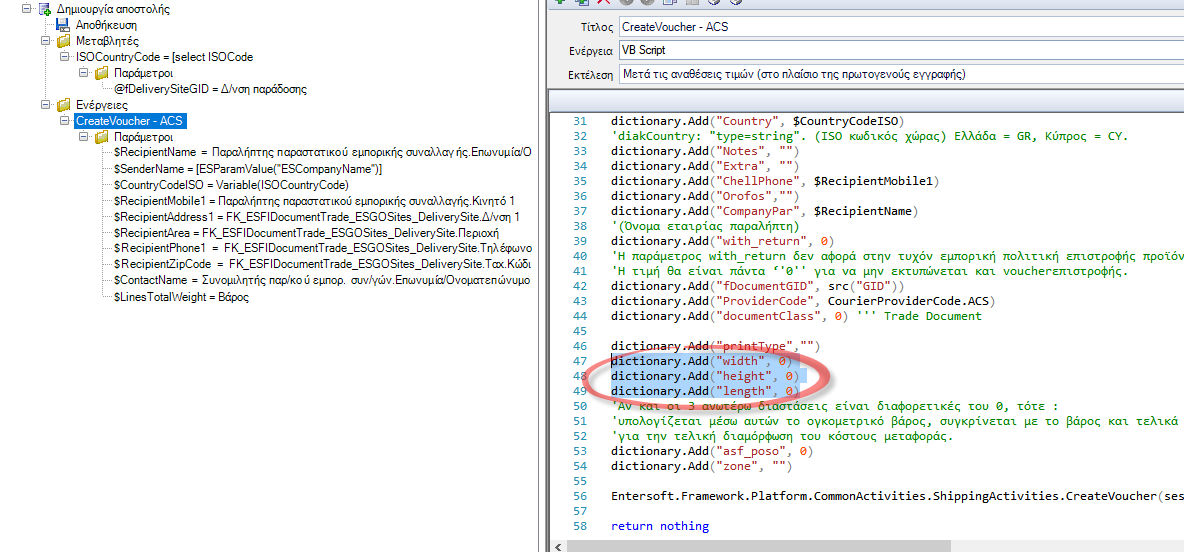 Δημιουργία αποστολής
Αποθήκευση
Μεταβλητές
ISOCountryCode = [select ISOCode
Παράμετροι
@fDeliverySiteGID = Δ/νση παράδοσης
Ενέργειες
CreateVoucher - ACS
Παράμετροι
$RecipientName = Παραλήπτης παραστατικού εμπορικής συναλλαγής.Επωνυμία/Ο
$SenderName = [ESParamValue("ESCompanyName")]
$CountryCodeISO = Variable(ISOCountryCode)
$RecipientMobile1 = Παραλήπτης παραστατικού εμπορικής συναλλαγής.Κινητό 1
$RecipientAddress1 = FK_ESFIDocumentTrade_ESGOSites_DeliverySite.Δ/νση 1
$RecipientArea = FK_ESFIDocumentTrade_ESGOSites_DeliverySite.Περιοχή
$RecipientPhone1 = FK_ESFIDocumentTrade_ESGOSites_DeliverySite.Τηλέφωνο
$RecipientZipCode = FK_ESFIDocumentTrade_ESGOSites_DeliverySite.Ταχ.Κώδι
$ContactName = Συνομιλητής παρ/κού εμπορ. συν/γών.Επωνυμία/Ονοματεπώνυμο
$LinesTotalWeight = Βάρος
Τίτλος CreateVoucher - ACS
Ενέργεια VB Script
Εκτέλεση Μετά τις αναθέσεις τιμών (στο πλαίσιο της πρωτογενούς εγγραφής)
31 dictionary.Add("Country", $CountryCodeISO)
32 'diakCountry: "type=string". (ISO κωδικός χώρας) Ελλάδα = GR, Κύπρος = CY.
33 dictionary.Add("Notes", "")
34 dictionary.Add("Extra", "")
35 dictionary.Add("ChellPhone", $RecipientMobile1)
36 dictionary.Add("Orofos","")
37 dictionary.Add("CompanyPar", $RecipientName)
38 '(Όνομα εταιρίας παραλήπτη)
39 dictionary.Add("with_return", 0)
40 'Η παράμετρος with_return δεν αφορά στην τυχόν εμπορική πολιτική επιστροφής προϊόν
41 'Η τιμή θα είναι πάντα ‘'0'' για να μην εκτυπώνεται και voucherεπιστροφής.
42 dictionary.Add("fDocumentGID", src("GID"))
43 dictionary.Add("ProviderCode", CourierProviderCode.ACS)
44 dictionary.Add("documentClass", 0) ''' Trade Document
45
46 dictionary.Add("printType","")
47 dictionary.Add("width", 0)
48 dictionary.Add("height", 0)
49 dictionary.Add("length", 0)
50 'Αν και οι 3 ανωτέρω διαστάσεις είναι διαφορετικές του 0, τότε :
51 'υπολογίζεται μέσω αυτών το ογκομετρικό βάρος, συγκρίνεται με το βάρος και τελικά
52 'για την τελική διαμόρφωση του κόστους μεταφοράς.
53 dictionary.Add("asf_poso", 0)
54 dictionary.Add("zone", "")
55
56 Entersoft.Framework.Platform.CommonActivities.ShippingActivities.CreateVoucher(ses
57
58 return nothing